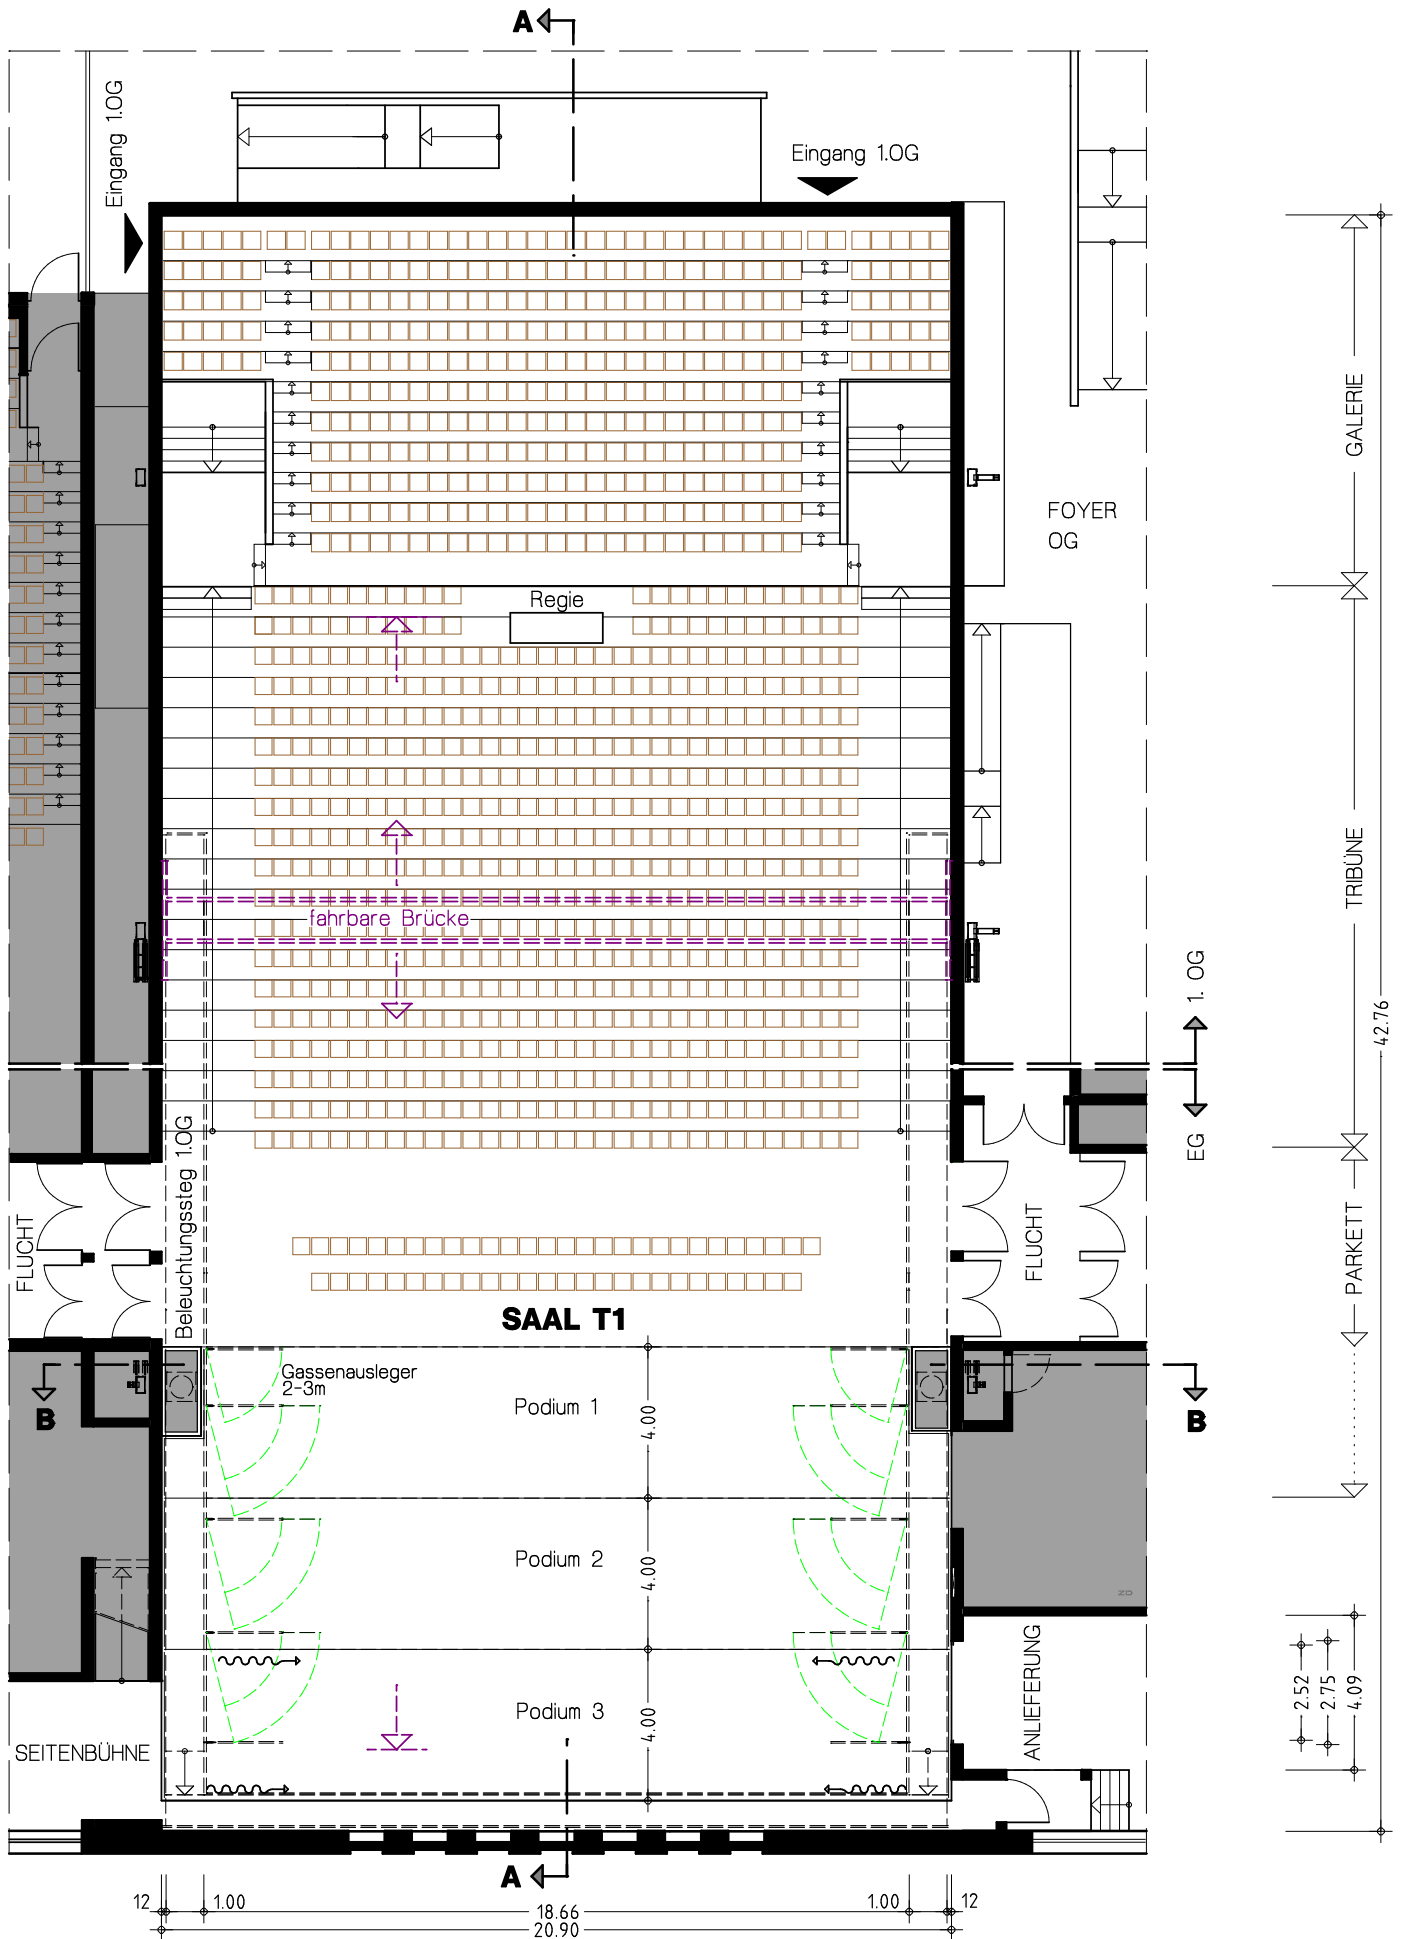 A
Eingang 1.OG
Eingang 1.OG
GALERIE
FOYER
OG
Regie
TRIBÜNE
fahrbare Brücke
1. OG
42.76
EG
Beleuchtungssteg 1.OG
FLUCHT
FLUCHT
PARKETT
SAAL T1
Gassenausleger
2-3m
B
B
Podium 1
4.00
Podium 2
4.00
Podium 3
4.00
SEITENBÜHNE
ANLIEFERUNG
2.52
2.75
4.09
A
12
1.00
18.66
1.00
12
20.90